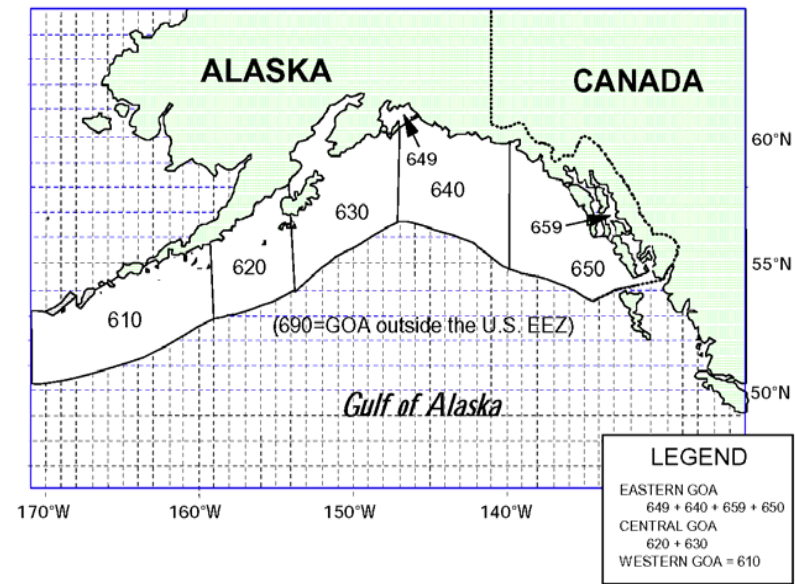 ALASKA
CANADA
60°N
649
640
630
659
620
650
55°N
610
(690=GOA outside the U.S. EEZ)
50°N
Gulf of Alaska
LEGEND
EASTERN GOA
649 + 640 + 659 + 650
CENTRAL GOA
620 + 630
WESTERN GOA = 610
170°W
160°W
150°W
140°W